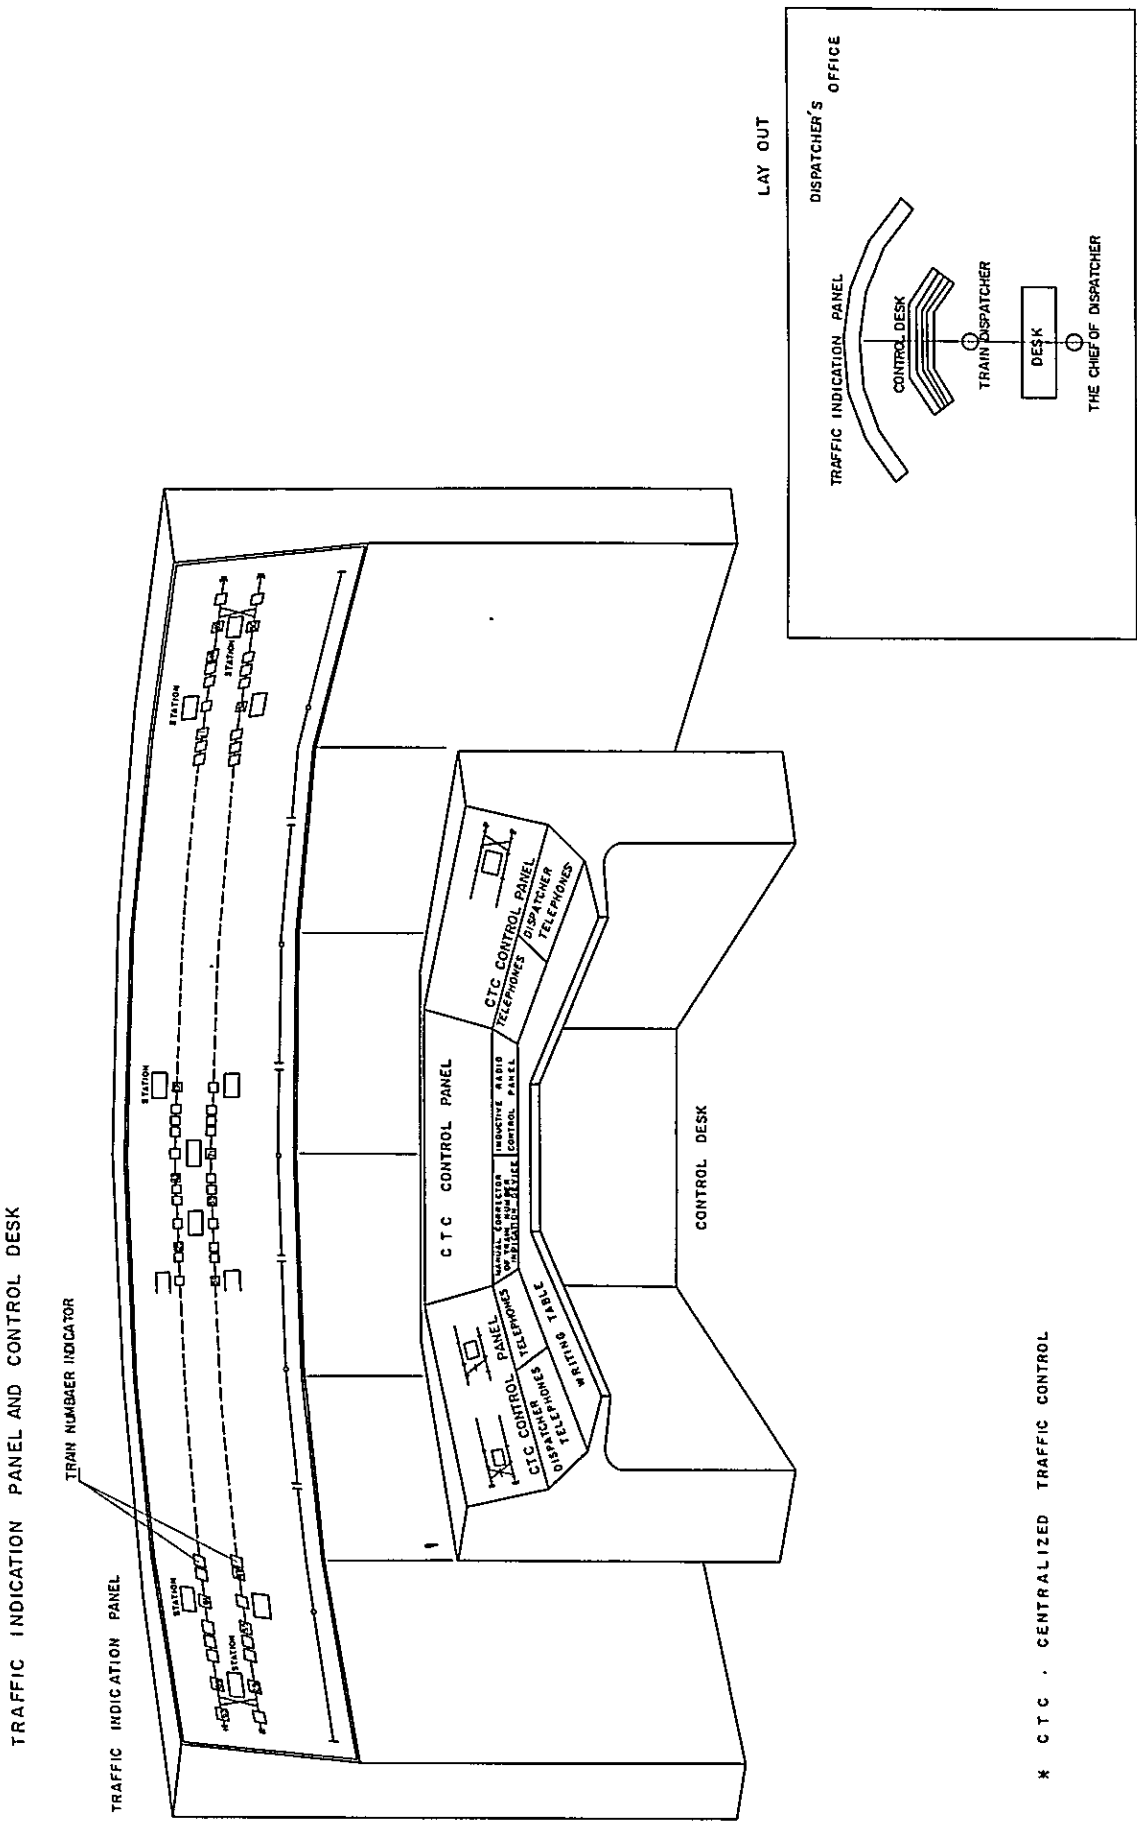 TRAFFIC INDICATION PANEL AND CONTROL DESK
TRAFFIC INDICATION PANEL
TRAIN NUMBAER INDICATOR
STATION
STATION
STATION
STATION
STATION
CTC CONTROL PANEL
DISPATCHER
TELEPHONES
TELEPHONES
WRITING TABLE
CTC CONTROL PANEL
MANUAL CORRECTOR
OF TRAIN NUMBER
INDICATION DEVICE
INDUCTIVE RADIO
CONTROL PANEL
CTC CONTROL PANEL
TELEPHONES
DISPATCHER
TELEPHONES
CONTROL DESK
LAY OUT
DISPATCHER'S OFFICE
TRAFFIC INDICATION PANEL
CONTROL DESK
TRAIN DISPATCHER
DESK
THE CHIEF OF DISPATCHER
* CTC . CENTRALIZED TRAFFIC CONTROL